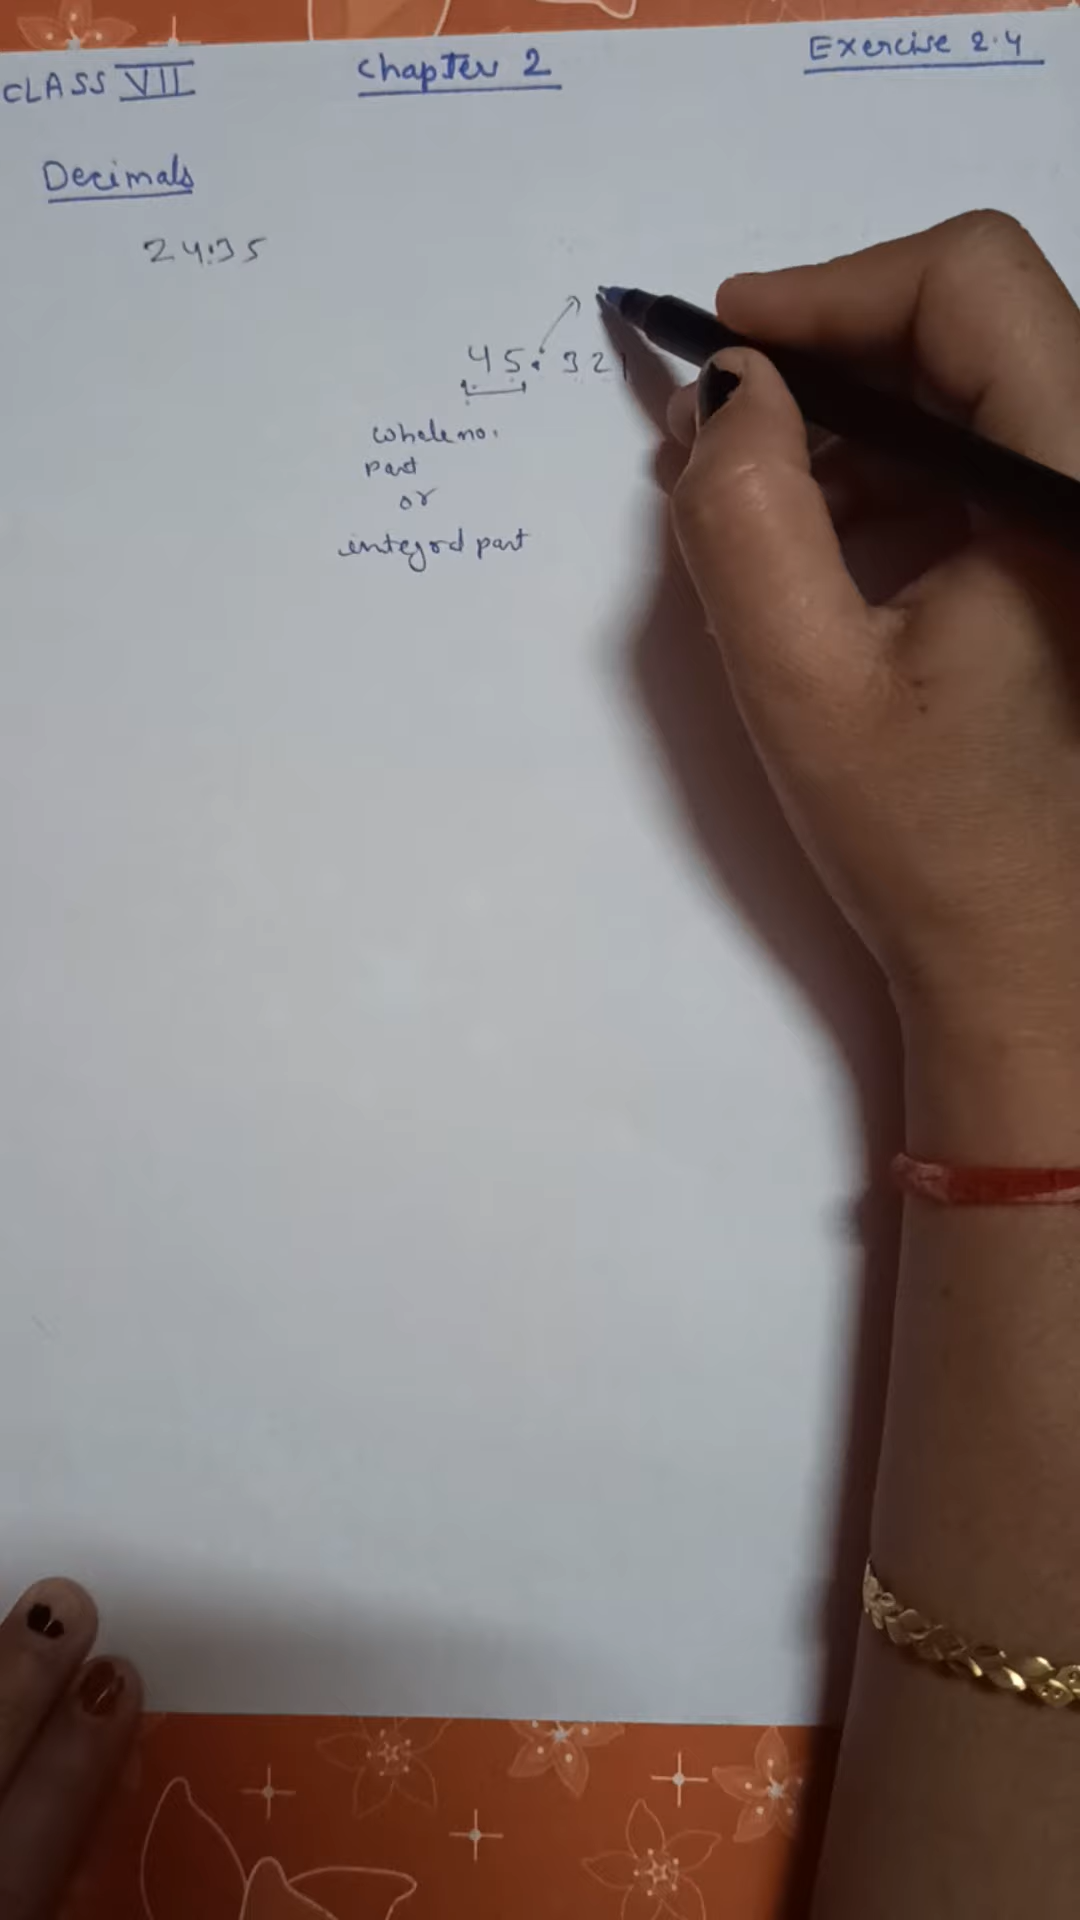 CLASS VII Chapter 2 Exercise 2.4
Decimals
24.35
45.321
whole no.
part
or
integral part